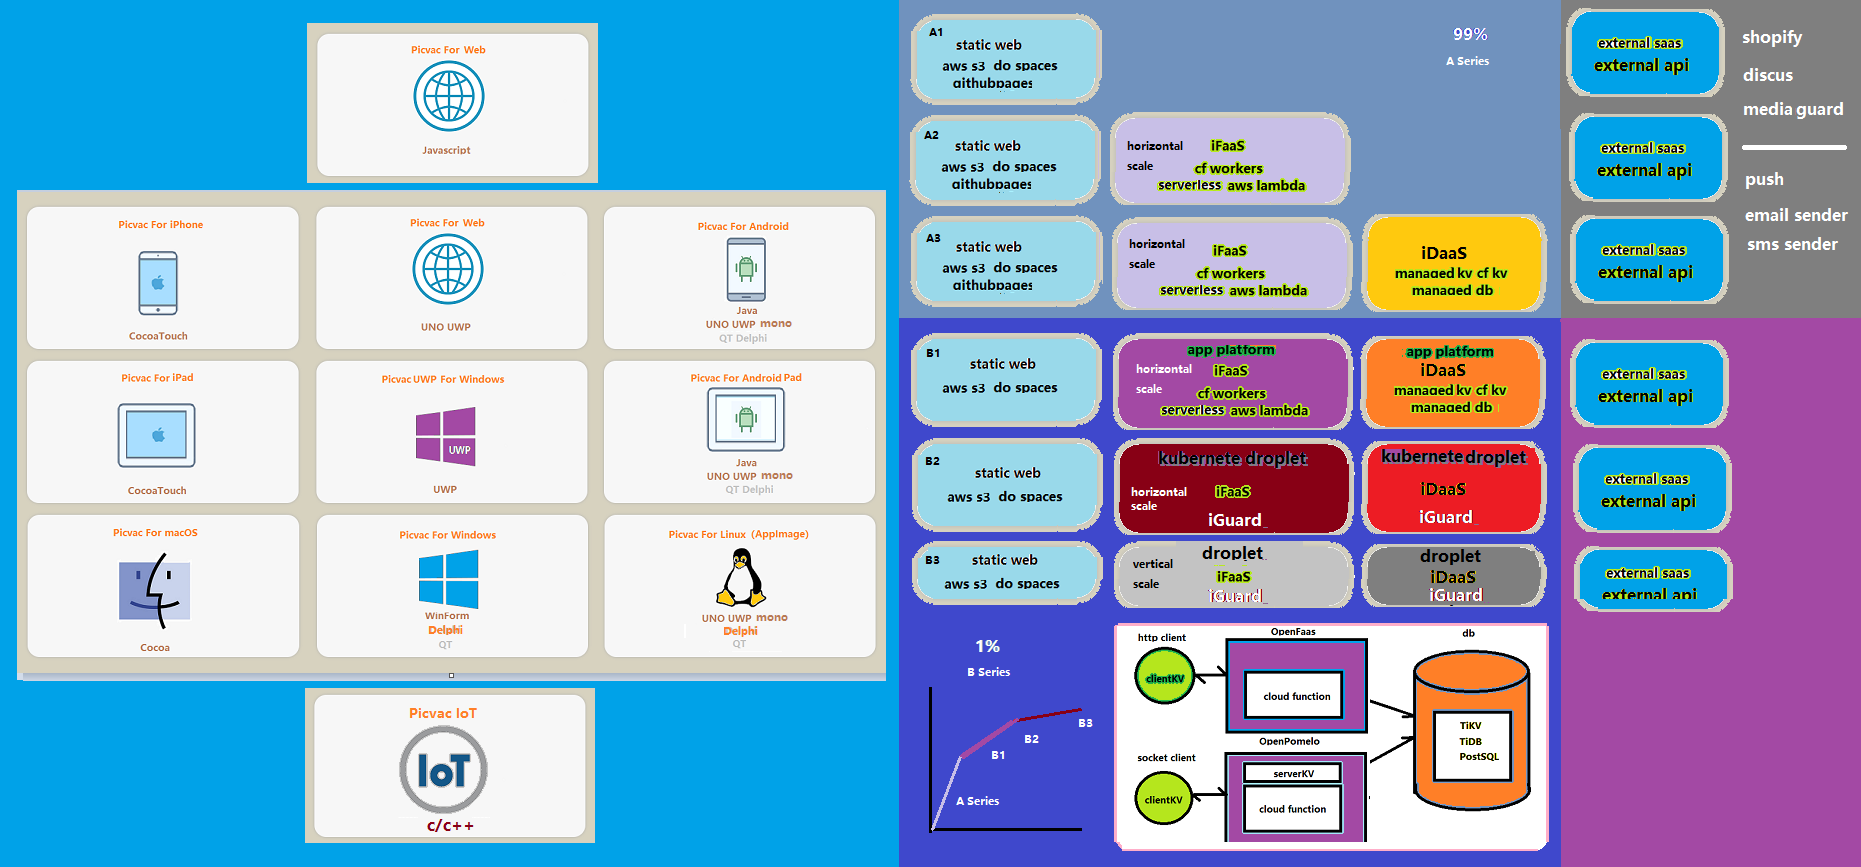 Picvac For Web
Javascript
Picvac For iPhone
CocoaTouch
Picvac For Web
UNO UWP
Picvac For Android
Java
UNO UWP mono
QT Delphi
Picvac For iPad
CocoaTouch
Picvac UWP For Windows
UWP
UWP
Picvac For Android Pad
Java
UNO UWP mono
QT Delphi
Picvac For macOS
Cocoa
Picvac For Windows
WinForm
Delphi
QT
Picvac For Linux (AppImage)
UNO UWP mono
Delphi
QT
Picvac IoT
IoT
c/c++
A1
static web
aws s3 do spaces
githubpages
99%
A Series
A2
static web
aws s3 do spaces
githubpages
horizontal
scale
iFaaS
cf workers
serverless aws lambda
A3
static web
aws s3 do spaces
githubpages
horizontal
scale
iFaaS
cf workers
serverless aws lambda
iDaaS
managed kv cf kv
managed db
external saas
external api
external saas
external api
external saas
external api
shopify
discus
media guard
push
email sender
sms sender
B1
static web
aws s3 do spaces
app platform
horizontal
scale
iFaaS
cf workers
serverless aws lambda
app platform
iDaaS
managed kv cf kv
managed db
external saas
external api
B2
static web
aws s3 do spaces
kubernete droplet
horizontal
scale
iFaaS
iGuard_
kubernete droplet
iDaaS
iGuard_
external saas
external api
B3
static web
aws s3 do spaces
droplet
vertical
scale
iFaaS
iGuard_
droplet
iDaaS
iGuard
external saas
external api
1%
B Series
B3
B2
B1
A Series
http client
clientKV
OpenFaas
cloud function
db
TiKV
TiDB
PostSQL
OpenPomelo
socket client
clientKV
serverKV
cloud function